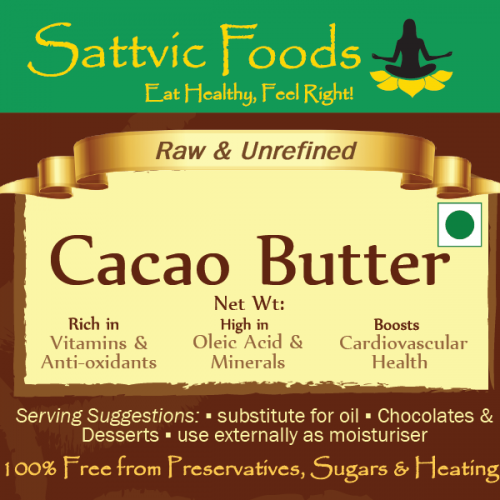 Sattvic Foods
Eat Healthy, Feel Right!
Raw & Unrefined
Cacao Butter
Net Wt:
Rich in
Vitamins &
Anti-oxidants
High in
Oleic Acid &
Minerals
Boosts
Cardiovascular
Health
Serving Suggestions: ▪ substitute for oil ▪ Chocolates &
Desserts ▪ use externally as moisturiser
100% Free from Preservatives, Sugars & Heating